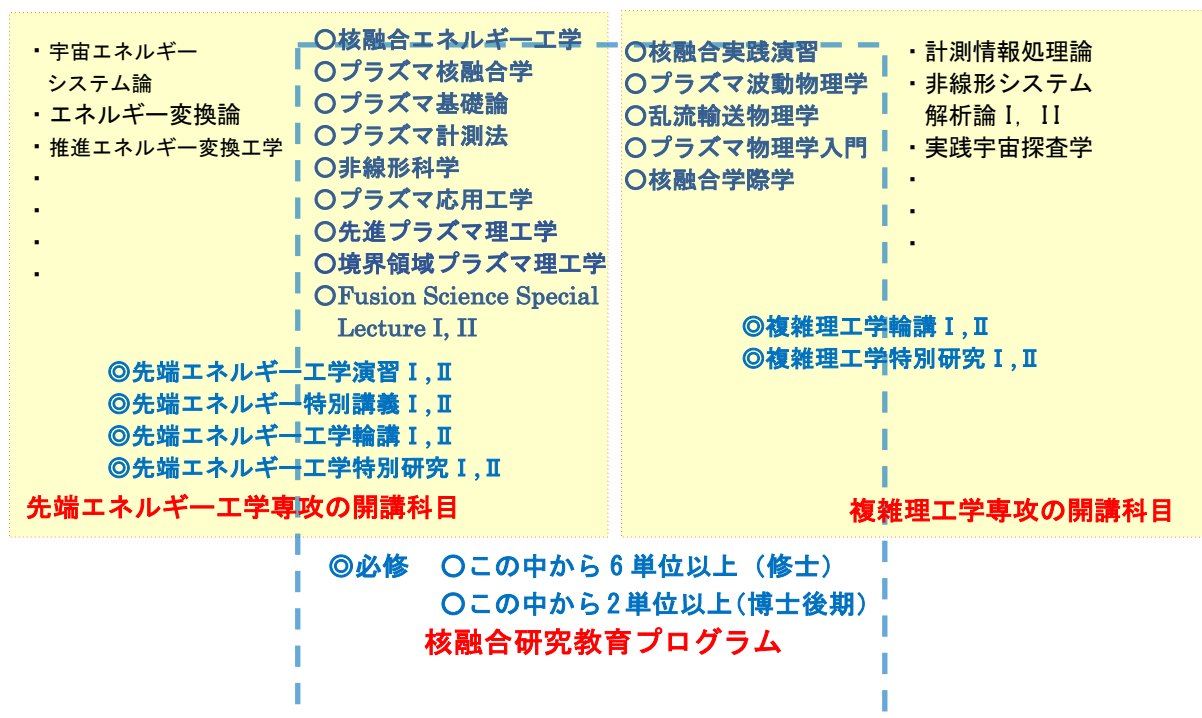 ・宇宙エネルギー
システム論
・エネルギー変換論
・推進エネルギー変換工学
・
・
・
・
〇核融合エネルギー工学
〇プラズマ核融合学
〇プラズマ基礎論
〇プラズマ計測法
〇非線形科学
〇プラズマ応用工学
〇先進プラズマ理工学
〇境界領域プラズマ理工学
〇Fusion Science Special
Lecture I, II
◎先端エネルギー工学演習Ⅰ,Ⅱ
◎先端エネルギー特別講義Ⅰ,Ⅱ
◎先端エネルギー工学輪講Ⅰ,Ⅱ
◎先端エネルギー工学特別研究Ⅰ,Ⅱ
先端エネルギー工学専攻の開講科目
〇核融合実践演習
〇プラズマ波動物理学
〇乱流輸送物理学
〇プラズマ物理学入門
〇核融合学際学
・計測情報処理論
・非線形システム
解析論Ⅰ, II
・実践宇宙探査学
・
・
・
◎複雑理工学輪講Ⅰ,Ⅱ
◎複雑理工学特別研究Ⅰ,Ⅱ
複雑理工学専攻の開講科目
◎必修 〇この中から6単位以上（修士）
〇この中から2単位以上(博士後期)
核融合研究教育プログラム